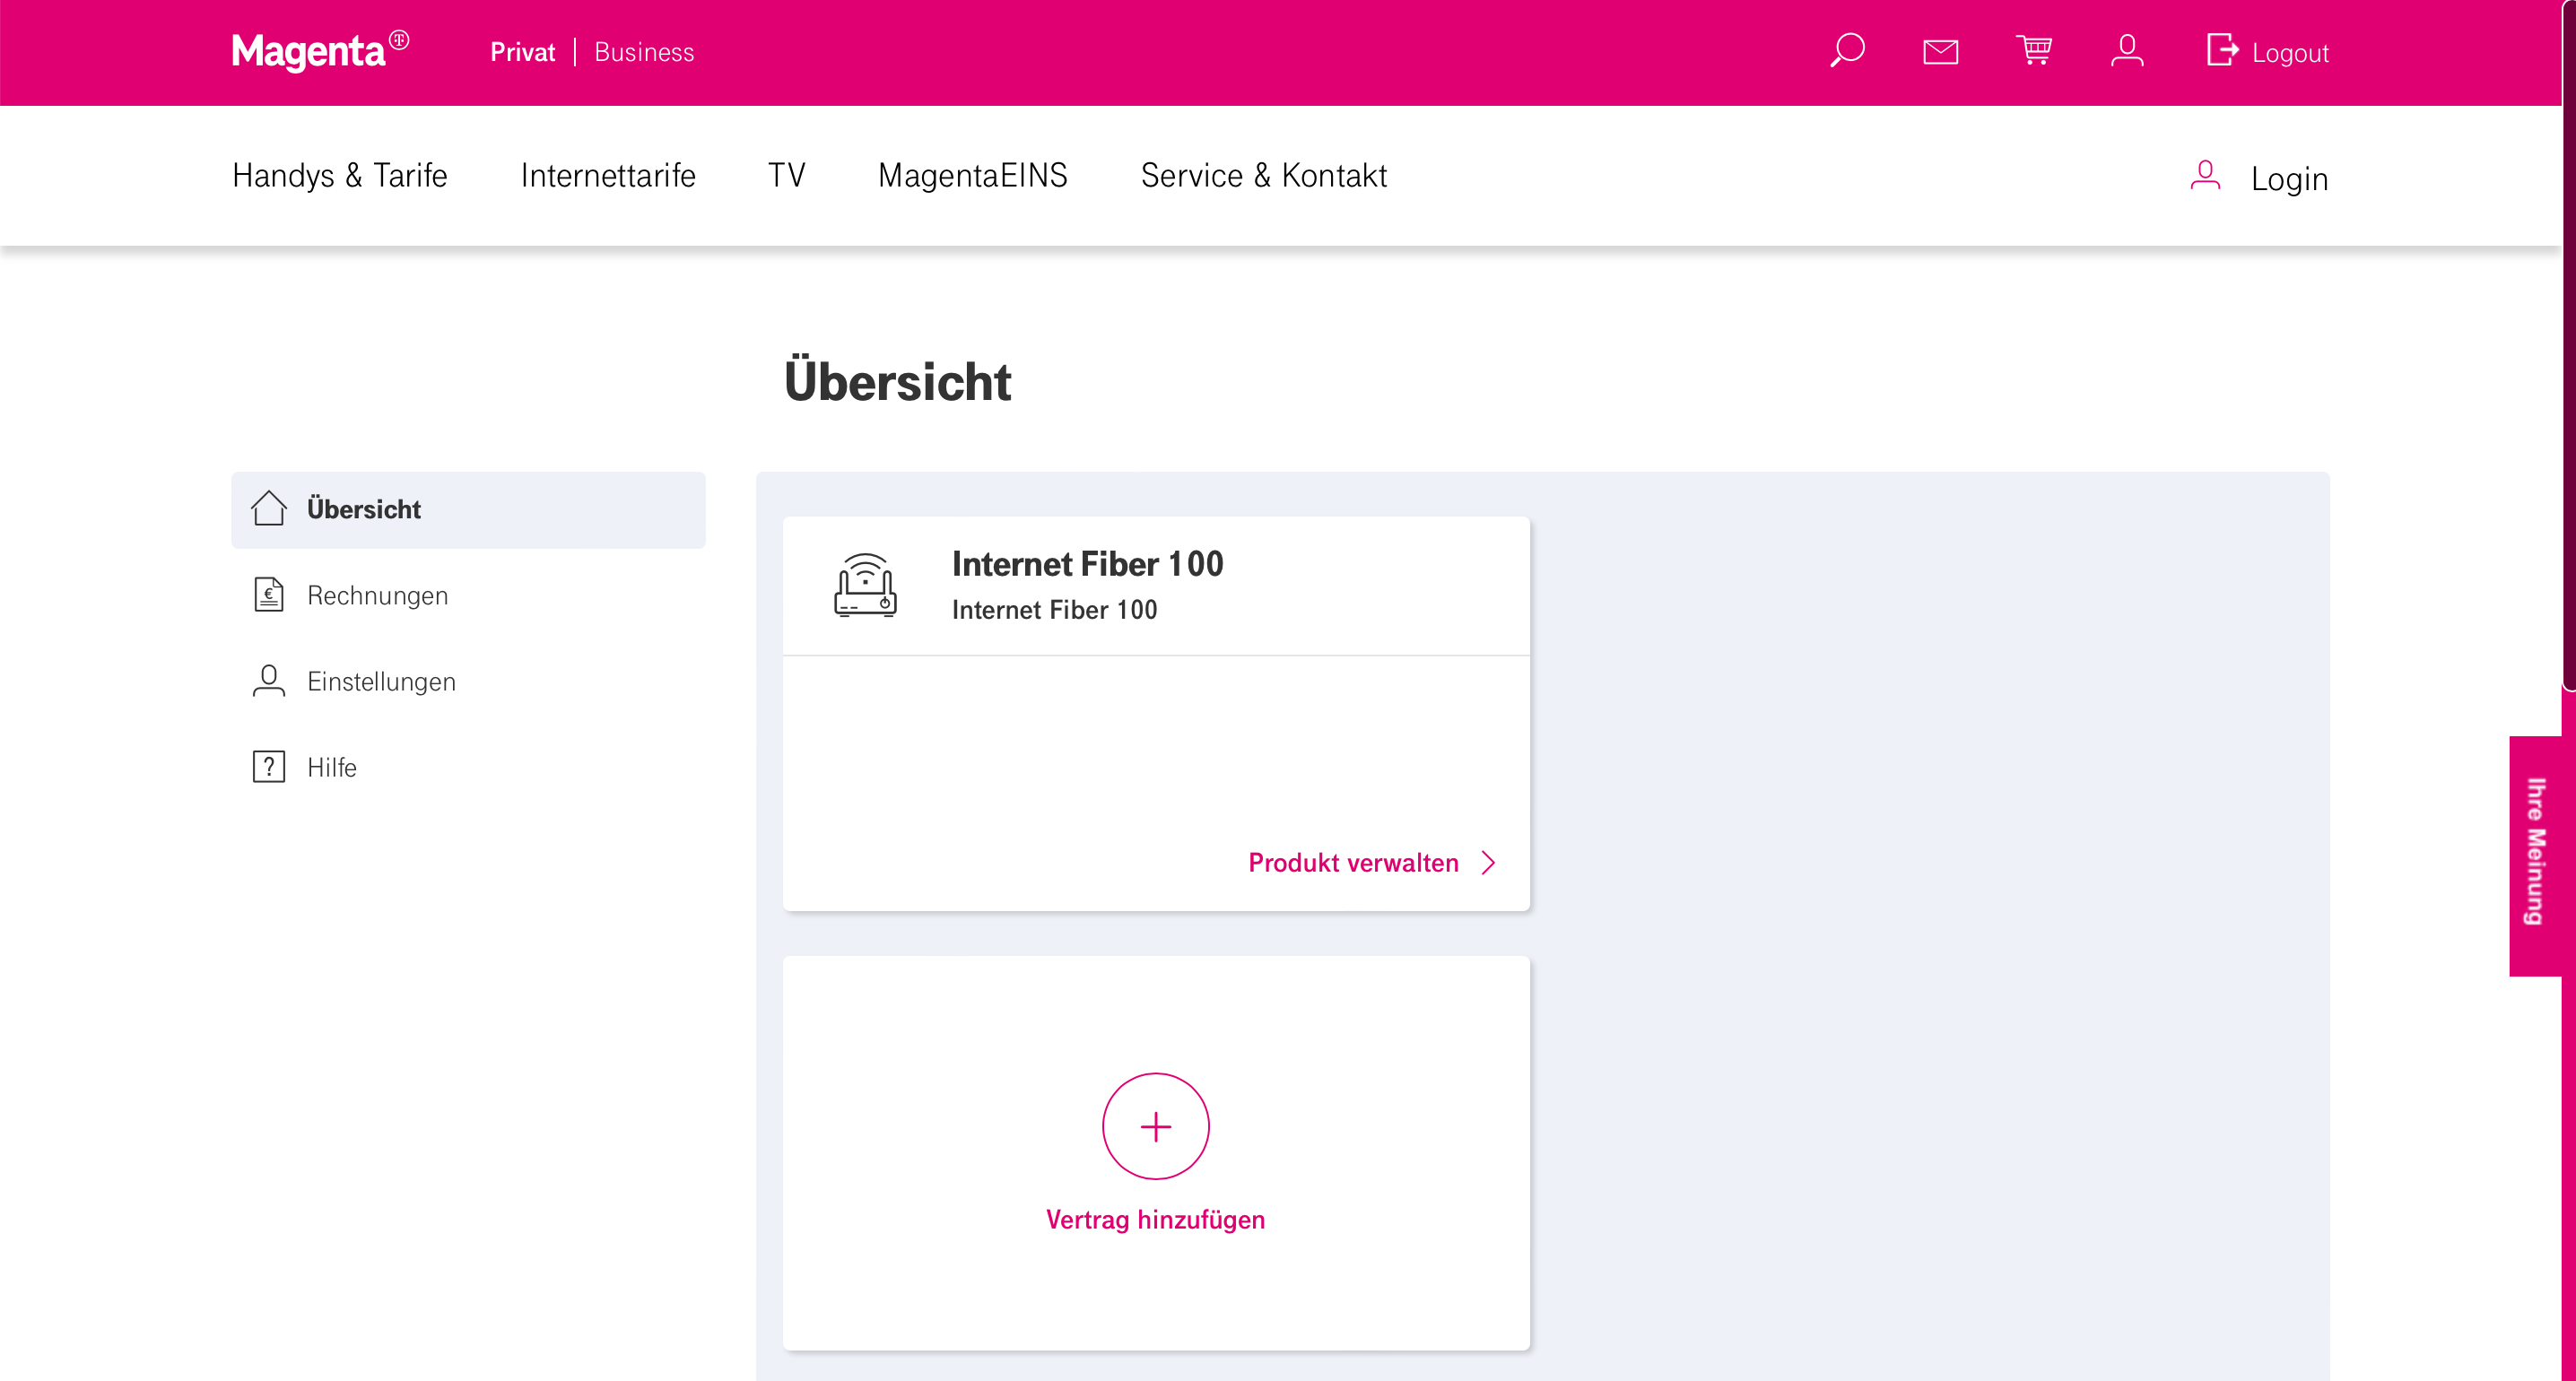 Magenta
Privat | Business
Logout
Handys & Tarife
Internettarife
TV
MagentaEINS
Service & Kontakt
Login
Übersicht
Übersicht
Rechnungen
Einstellungen
Hilfe
Internet Fiber 100
Internet Fiber 100
Produkt verwalten
Vertrag hinzufügen
Ihre Meinung